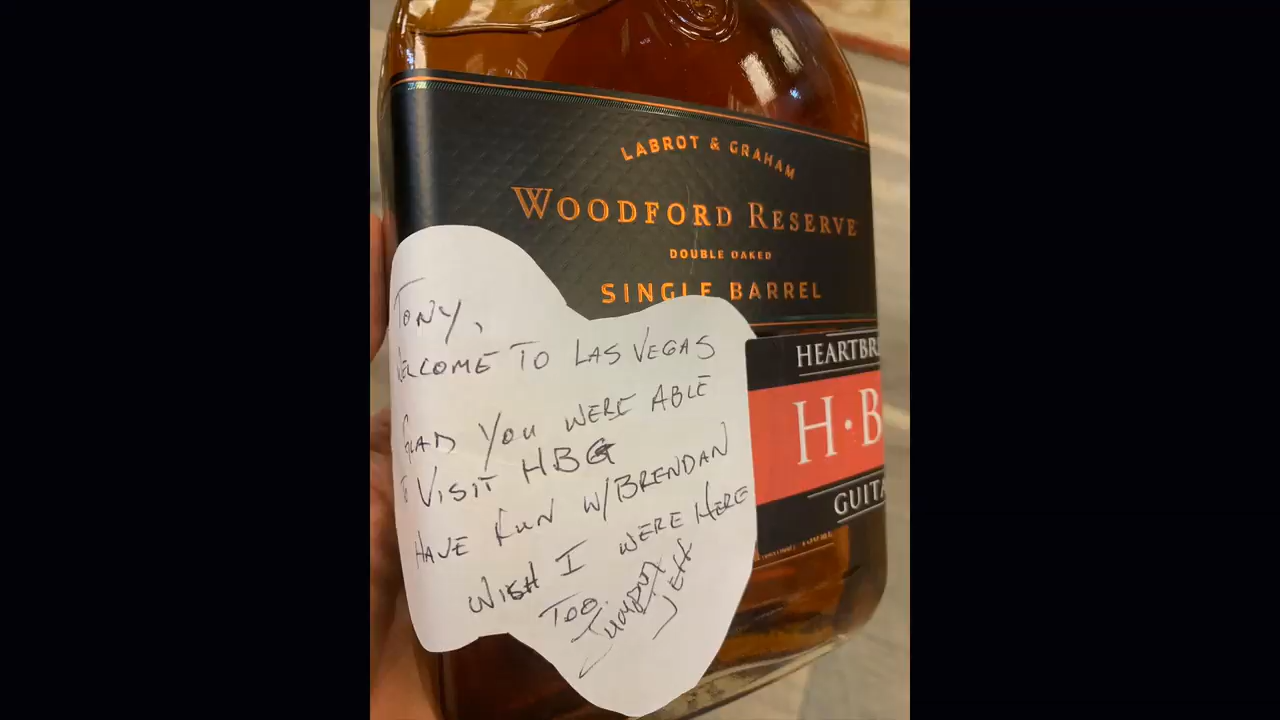 LABROT & GRAHAM
WOODFORD RESERVE
DOUBLE OAKED
SINGLE BARREL
HEARTBR
H·B
GUITA
TONY,
WELCOME TO LAS VEGAS
GLAD YOU WERE ABLE
TO VISIT HBG
HAVE FUN W/BRENDAN
WISH I WERE HERE
TOO.
JEFF